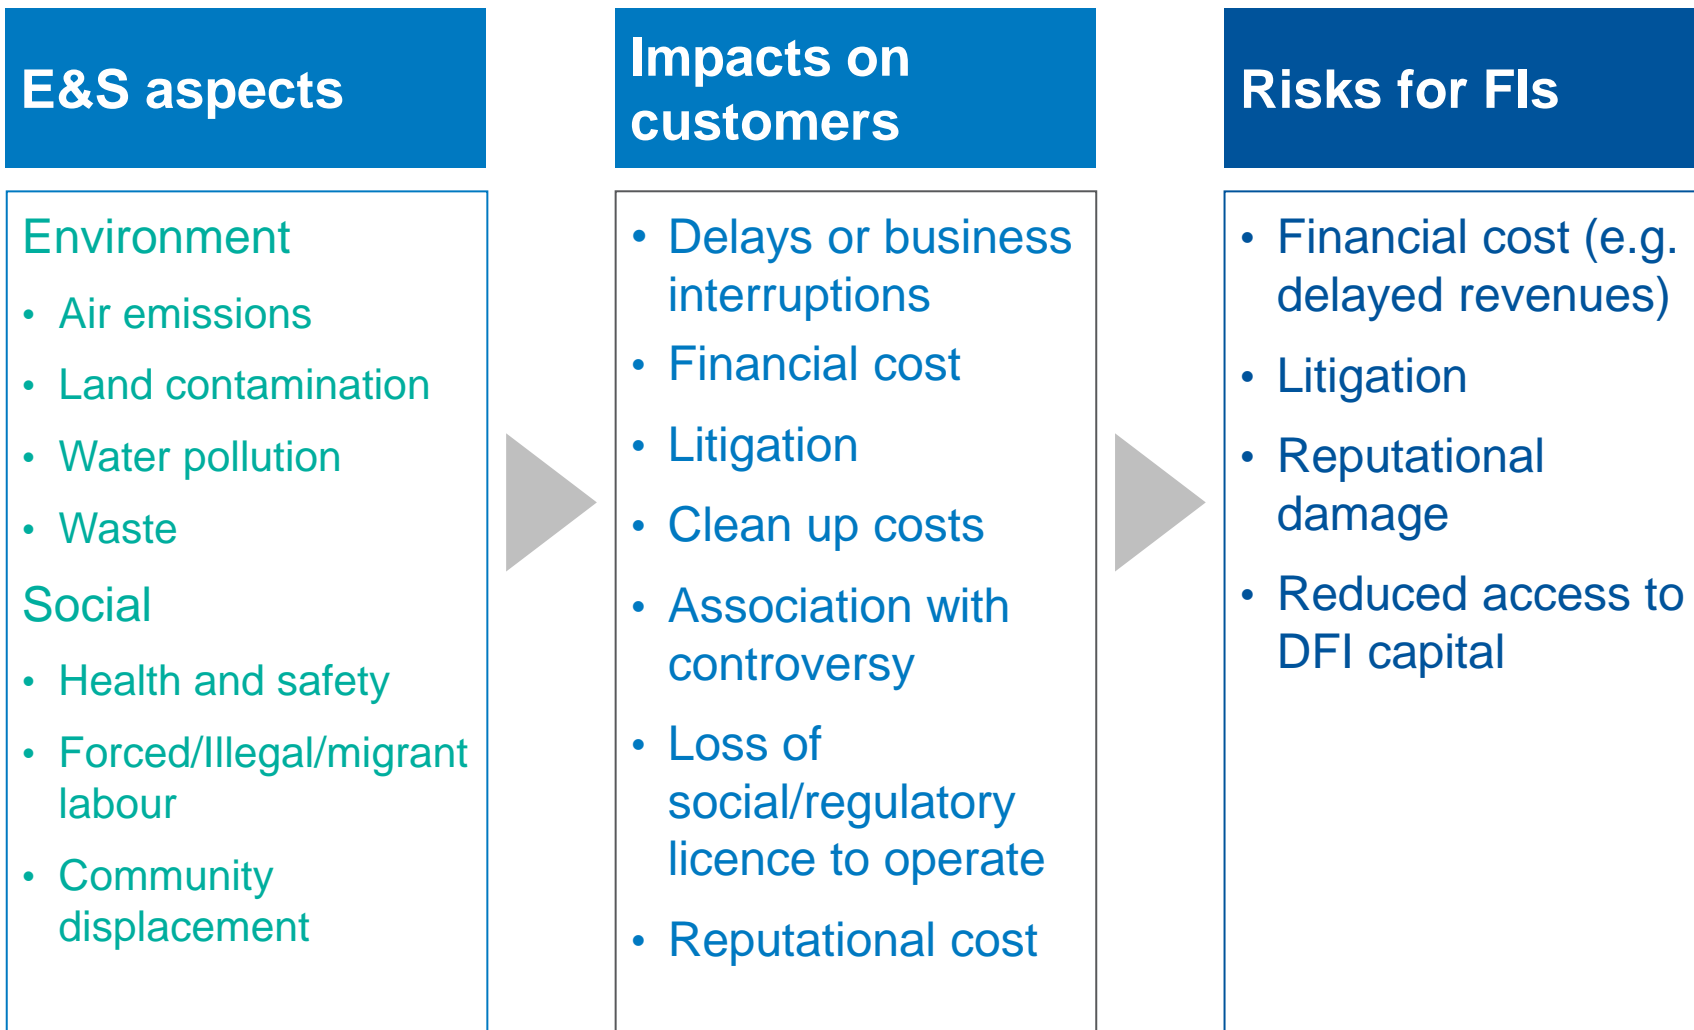 E&S aspects
Environment
• Air emissions
• Land contamination
• Water pollution
• Waste
Social
• Health and safety
• Forced/Illegal/migrant
labour
• Community
displacement
Impacts on
customers
• Delays or business
interruptions
• Financial cost
• Litigation
• Clean up costs
• Association with
controversy
• Loss of
social/regulatory
licence to operate
• Reputational cost
Risks for FIs
• Financial cost (e.g.
delayed revenues)
• Litigation
• Reputational
damage
• Reduced access to
DFI capital